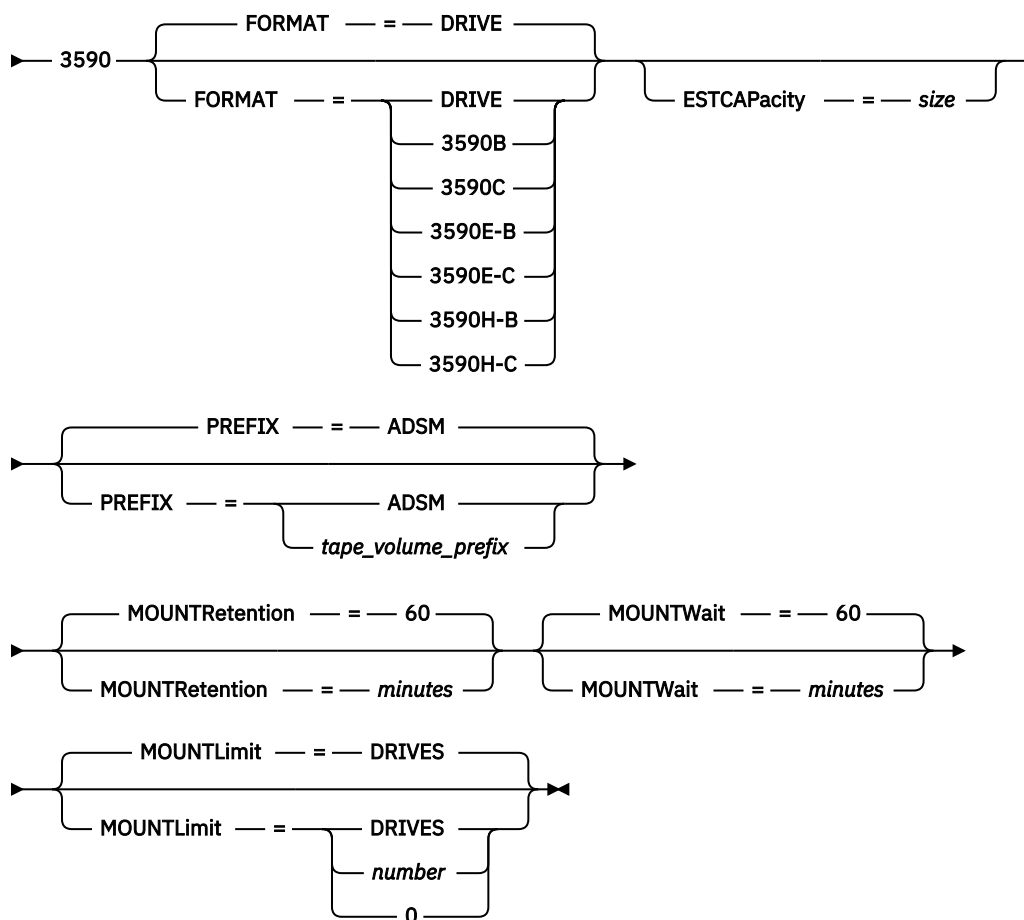 FORMAT = DRIVE
3590
FORMAT = DRIVE
ESTCAPacity = size
3590B
3590C
3590E-B
3590E-C
3590H-B
3590H-C
PREFIX = ADSM
PREFIX = ADSM
tape_volume_prefix
MOUNTRetention = 60 MOUNTWait = 60
MOUNTRetention = minutes MOUNTWait = minutes
MOUNTLimit = DRIVES
MOUNTLimit = DRIVES
number
0